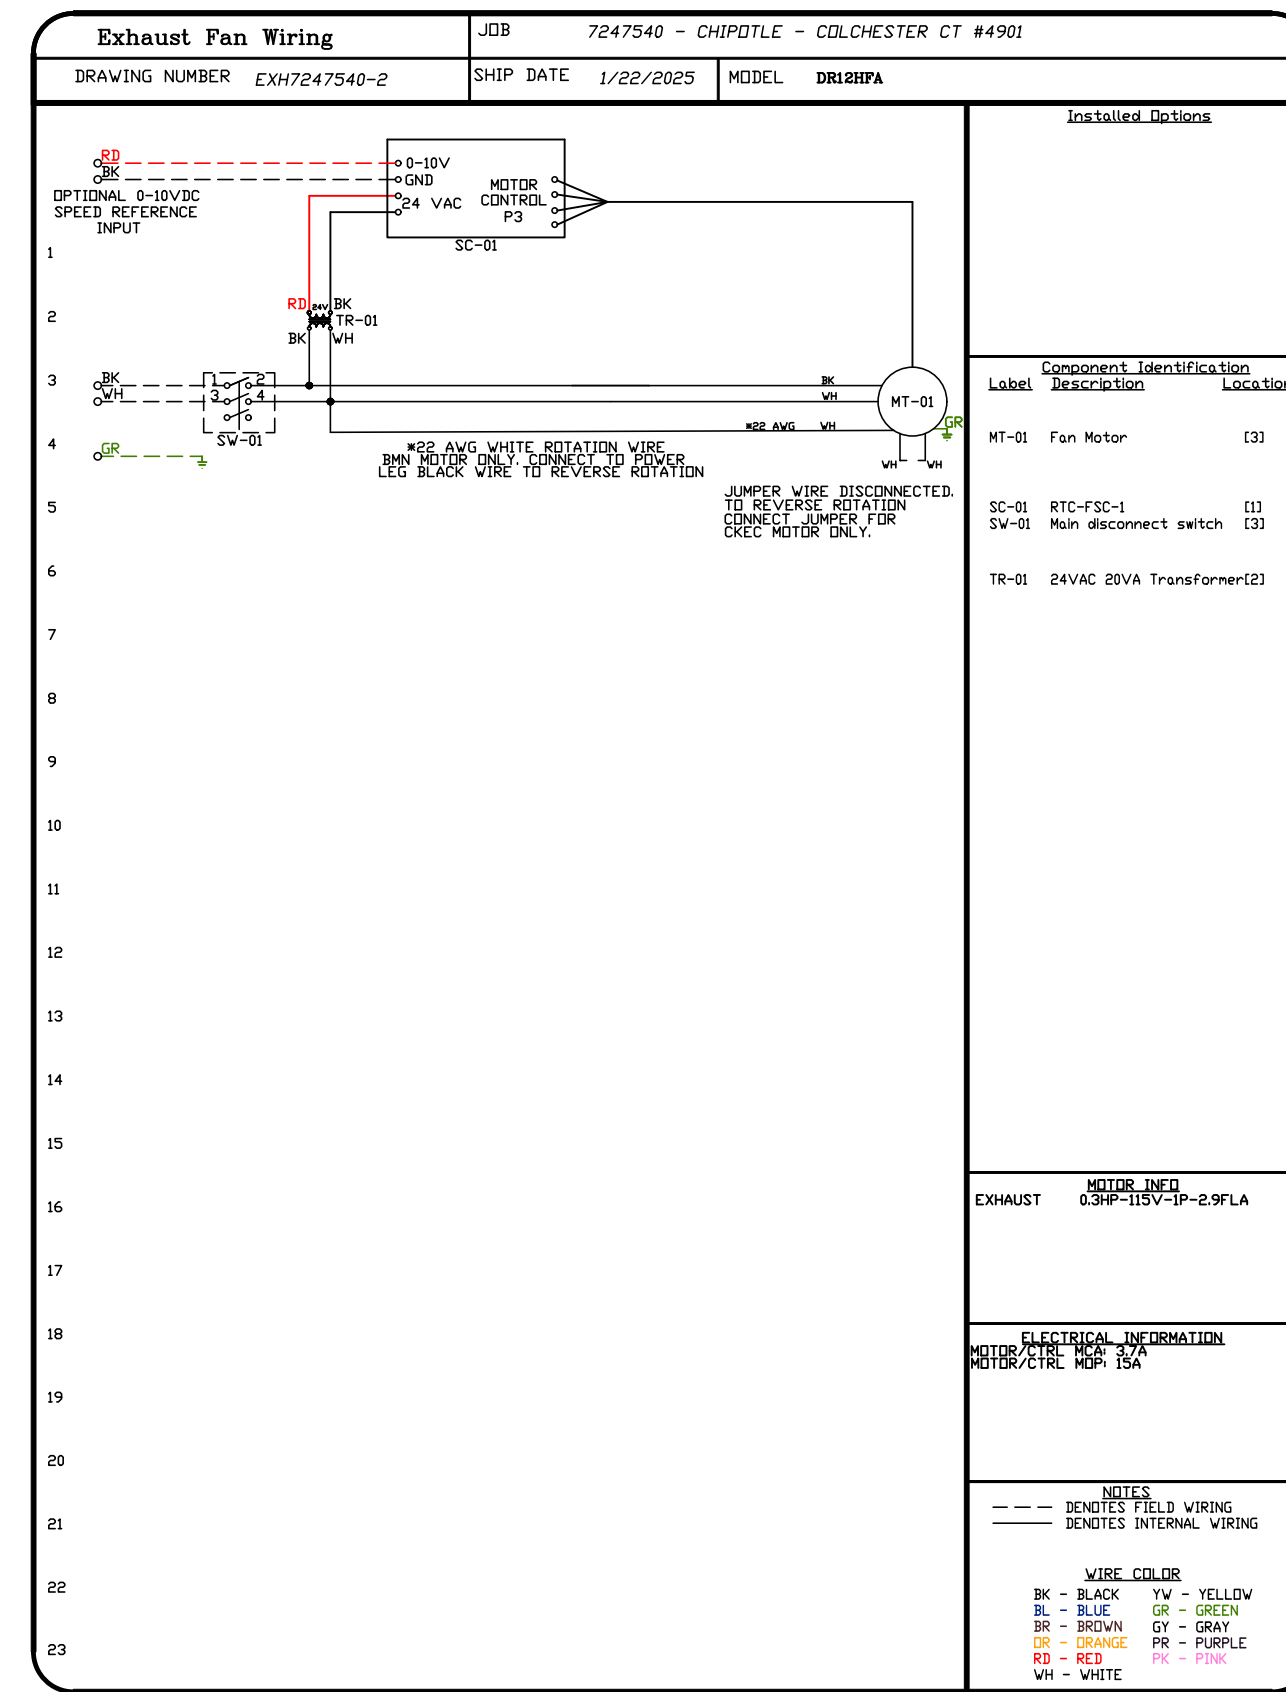 Exhaust Fan Wiring
JOB 7247540 - CHIPOTLE - COLCHESTER CT #4901
DRAWING NUMBER EXH7247540-2
SHIP DATE 1/22/2025
MODEL DR12HFA
Installed Options
RD
BK
OPTIONAL 0-10VDC
SPEED REFERENCE
INPUT
0-10V
GND
24 VAC
MOTOR
CONTROL
P3
SC-01
1
RD 24V BK
2
TR-01
BK WH
3
BK
WH
1 2
3 4
SW-01
BK
WH
MT-01
GR
*22 AWG WH
WH WH
4
GR
*22 AWG WHITE ROTATION WIRE
BMN MOTOR ONLY. CONNECT TO POWER
LEG BLACK WIRE TO REVERSE ROTATION
JUMPER WIRE DISCONNECTED.
TO REVERSE ROTATION
CONNECT JUMPER FOR
CKEC MOTOR ONLY.
5
6
7
8
9
10
11
12
13
14
15
16
17
18
19
20
21
22
23
Component Identification
Label Description Location
MT-01 Fan Motor [3]
SC-01 RTC-FSC-1 [1]
SW-01 Main disconnect switch [3]
TR-01 24VAC 20VA Transformer[2]
MOTOR INFO
EXHAUST 0.3HP-115V-1P-2.9FLA
ELECTRICAL INFORMATION
MOTOR/CTRL MCA: 3.7A
MOTOR/CTRL MOP: 15A
NOTES
DENOTES FIELD WIRING
DENOTES INTERNAL WIRING
WIRE COLOR
BK - BLACK YW - YELLOW
BL - BLUE GR - GREEN
BR - BROWN GY - GRAY
OR - ORANGE PR - PURPLE
RD - RED PK - PINK
WH - WHITE